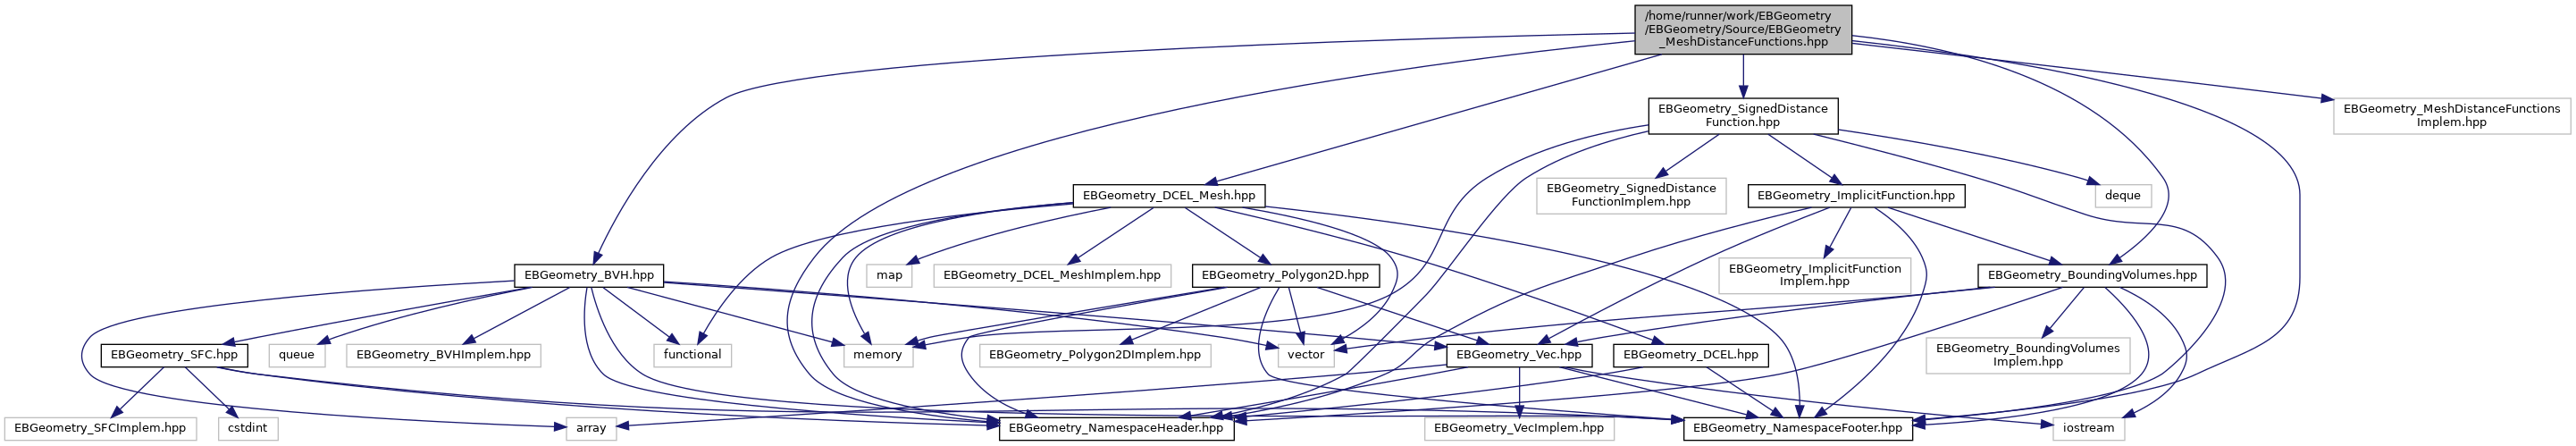 /home/runner/work/EBGeometry
/EBGeometry/Source/EBGeometry
_MeshDistanceFunctions.hpp
EBGeometry_SignedDistance
Function.hpp
EBGeometry_MeshDistanceFunctions
Implem.hpp
EBGeometry_DCEL_Mesh.hpp
EBGeometry_SignedDistance
FunctionImplem.hpp
EBGeometry_ImplicitFunction.hpp
deque
EBGeometry_BVH.hpp
map
EBGeometry_DCEL_MeshImplem.hpp
EBGeometry_Polygon2D.hpp
EBGeometry_ImplicitFunction
Implem.hpp
EBGeometry_BoundingVolumes.hpp
EBGeometry_SFC.hpp
queue
EBGeometry_BVHImplem.hpp
functional
memory
EBGeometry_Polygon2DImplem.hpp
vector
EBGeometry_Vec.hpp
EBGeometry_DCEL.hpp
EBGeometry_BoundingVolumes
Implem.hpp
EBGeometry_SFCImplem.hpp
cstdint
array
EBGeometry_NamespaceHeader.hpp
EBGeometry_VecImplem.hpp
EBGeometry_NamespaceFooter.hpp
iostream